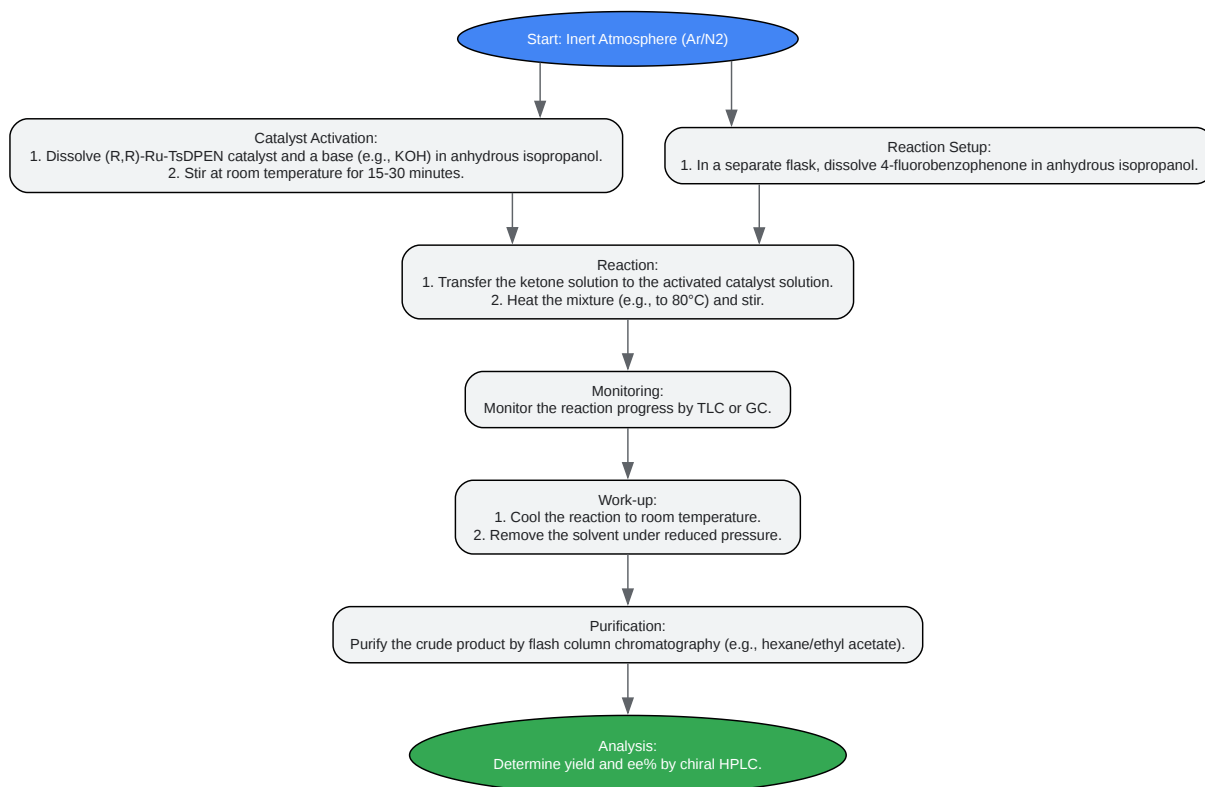 Start: Inert Atmosphere (Ar/N2)
Catalyst Activation:
1. Dissolve (R,R)-Ru-TsDPEN catalyst and a base (e.g., KOH) in anhydrous isopropanol.
2. Stir at room temperature for 15-30 minutes.
Reaction Setup:
1. In a separate flask, dissolve 4-fluorobenzophenone in anhydrous isopropanol.
Reaction:
1. Transfer the ketone solution to the activated catalyst solution.
2. Heat the mixture (e.g., to 80°C) and stir.
Monitoring:
Monitor the reaction progress by TLC or GC.
Work-up:
1. Cool the reaction to room temperature.
2. Remove the solvent under reduced pressure.
Purification:
Purify the crude product by flash column chromatography (e.g., hexane/ethyl acetate).
Analysis:
Determine yield and ee% by chiral HPLC.